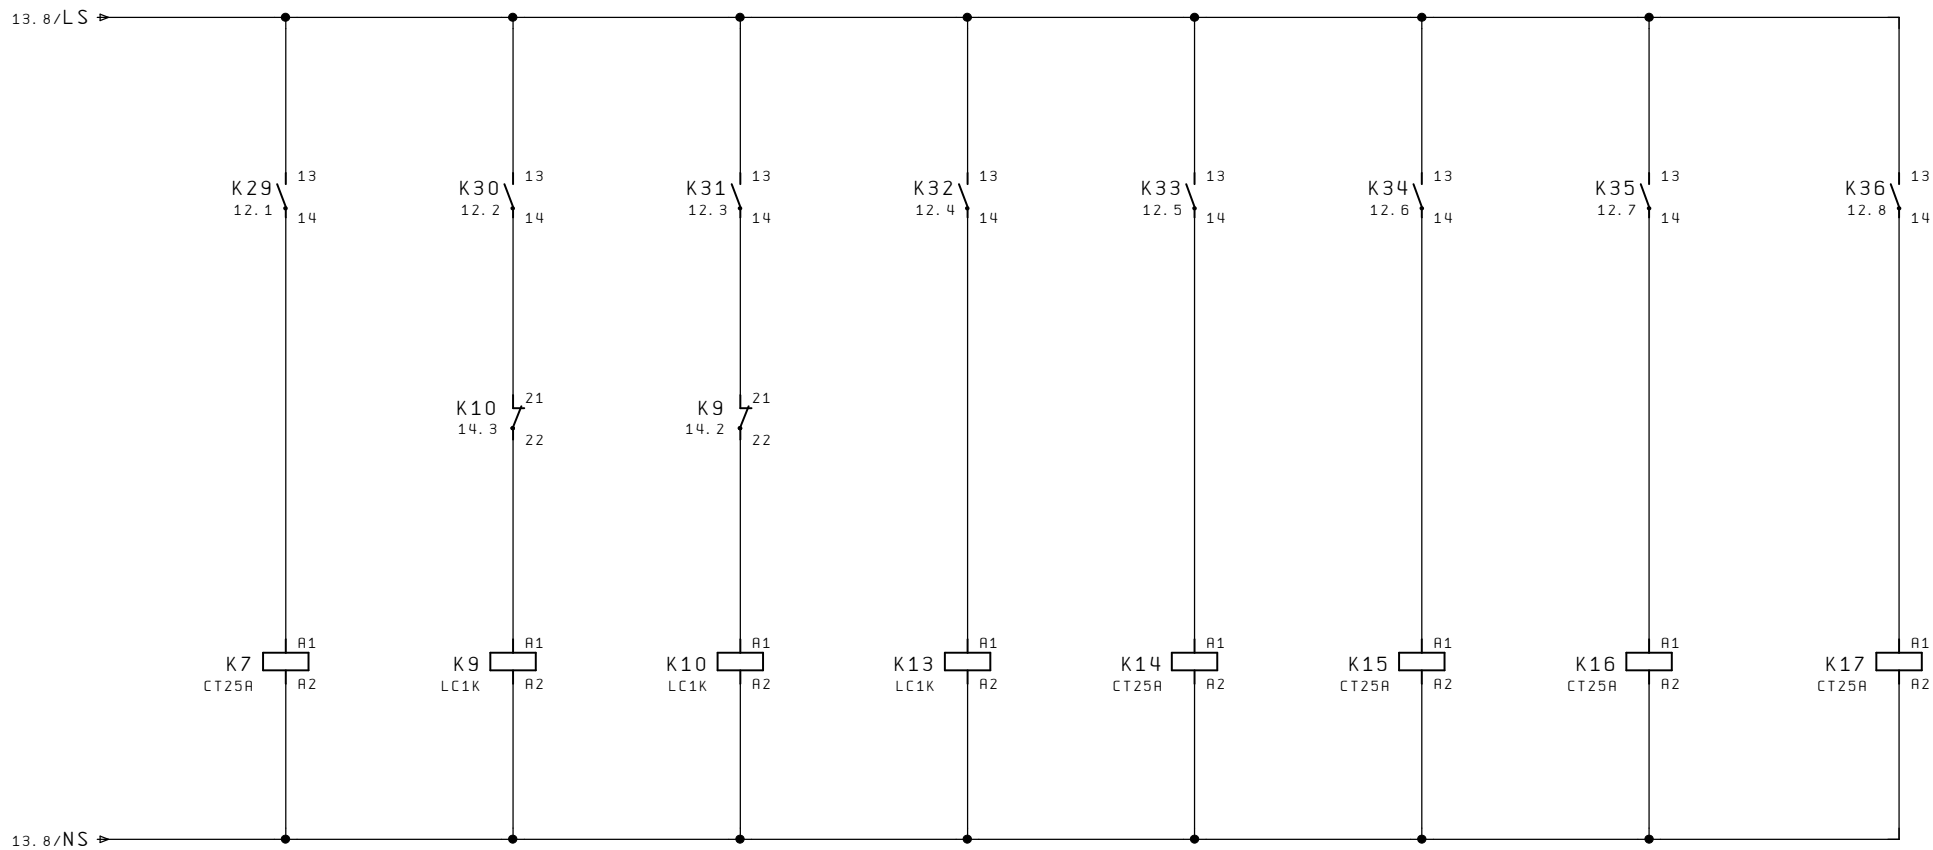 13.8/LS
K29 13
12.1 14
K30 13
12.2 14
K31 13
12.3 14
K32 13
12.4 14
K33 13
12.5 14
K34 13
12.6 14
K35 13
12.7 14
K36 13
12.8 14
K10 21
14.3 22
K9 21
14.2 22
A1
K7
CT25A A2
A1
K9
LC1K A2
A1
K10
LC1K A2
A1
K13
LC1K A2
A1
K14
CT25A A2
A1
K15
CT25A A2
A1
K16
CT25A A2
A1
K17
CT25A A2
13.8/NS